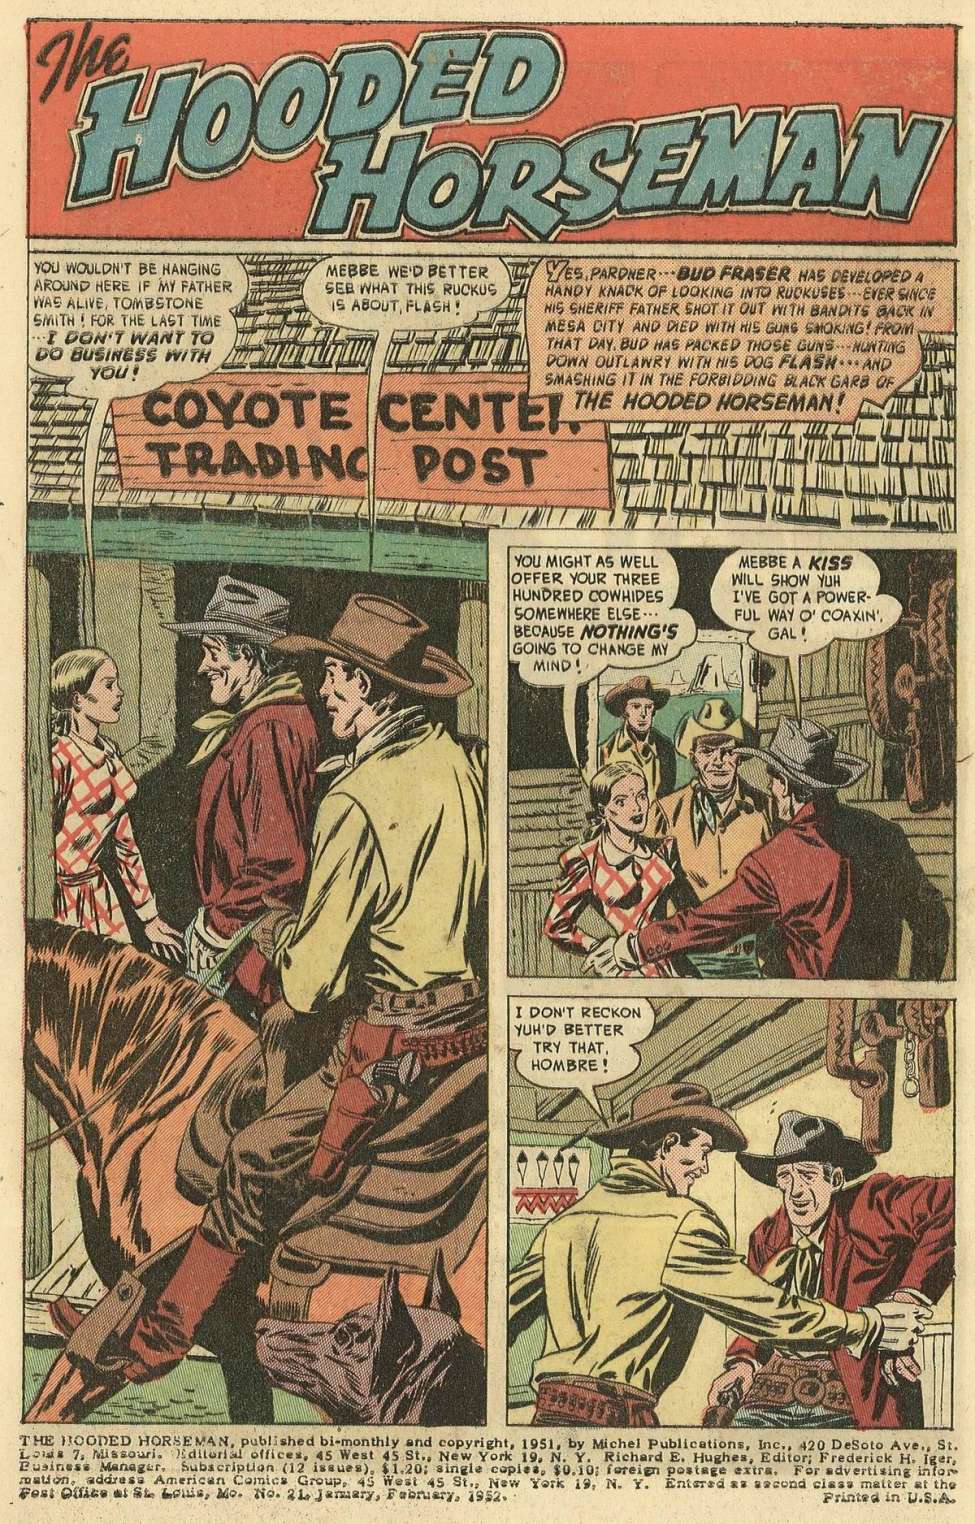 The
HOODED
HORSEMAN
YOU WOULDN'T BE HANGING
AROUND HERE IF MY FATHER
WAS ALIVE, TOMBSTONE
SMITH! FOR THE LAST TIME
...I DON'T WANT TO
DO BUSINESS WITH
YOU!
MEBBE WE'D BETTER
SEE WHAT THIS RUCKUS
IS ABOUT, FLASH!
YES, PARDNER... BUD FRASER HAS DEVELOPED A
HANDY KNACK OF LOOKING INTO RUCKUSES...EVER SINCE
HIS SHERIFF FATHER SHOT IT OUT WITH BANDITS BACK IN
MESA CITY AND DIED WITH HIS GUNS SMOKING! FROM
THAT DAY, BUD HAS PACKED THOSE GUNS...HUNTING
DOWN OUTLAWRY WITH HIS DOG FLASH...AND
SMASHING IT IN THE FORBIDDING BLACK GARB OF
THE HOODED HORSEMAN!
COYOTE CENTER
TRADING POST
YOU MIGHT AS WELL
OFFER YOUR THREE
HUNDRED COWHIDES
SOMEWHERE ELSE...
BECAUSE NOTHING'S
GOING TO CHANGE MY
MIND!
MEBBE A KISS
WILL SHOW YUH
I'VE GOT A POWER-
FUL WAY O' COAXIN',
GAL!
I DON'T RECKON
YUH'D BETTER
TRY THAT,
HOMBRE!
THE HOODED HORSEMAN, published bi-monthly and copyright, 1951, by Michel Publications, Inc., 420 DeSoto Ave., St.
Louis 7, Missouri. Editorial offices, 45 West 45 St., New York 19, N. Y. Richard E. Hughes, Editor; Frederick H. Iger,
Business Manager. Subscription (12 issues), $1.20; single copies, $0.10; foreign postage extra. For advertising infor-
mation, address American Comics Group, 45 West 45 St., New York 19, N. Y. Entered as second class matter at the
Post Office at St. Louis, Mo. No. 21, January, February, 1952. Printed in U.S.A.